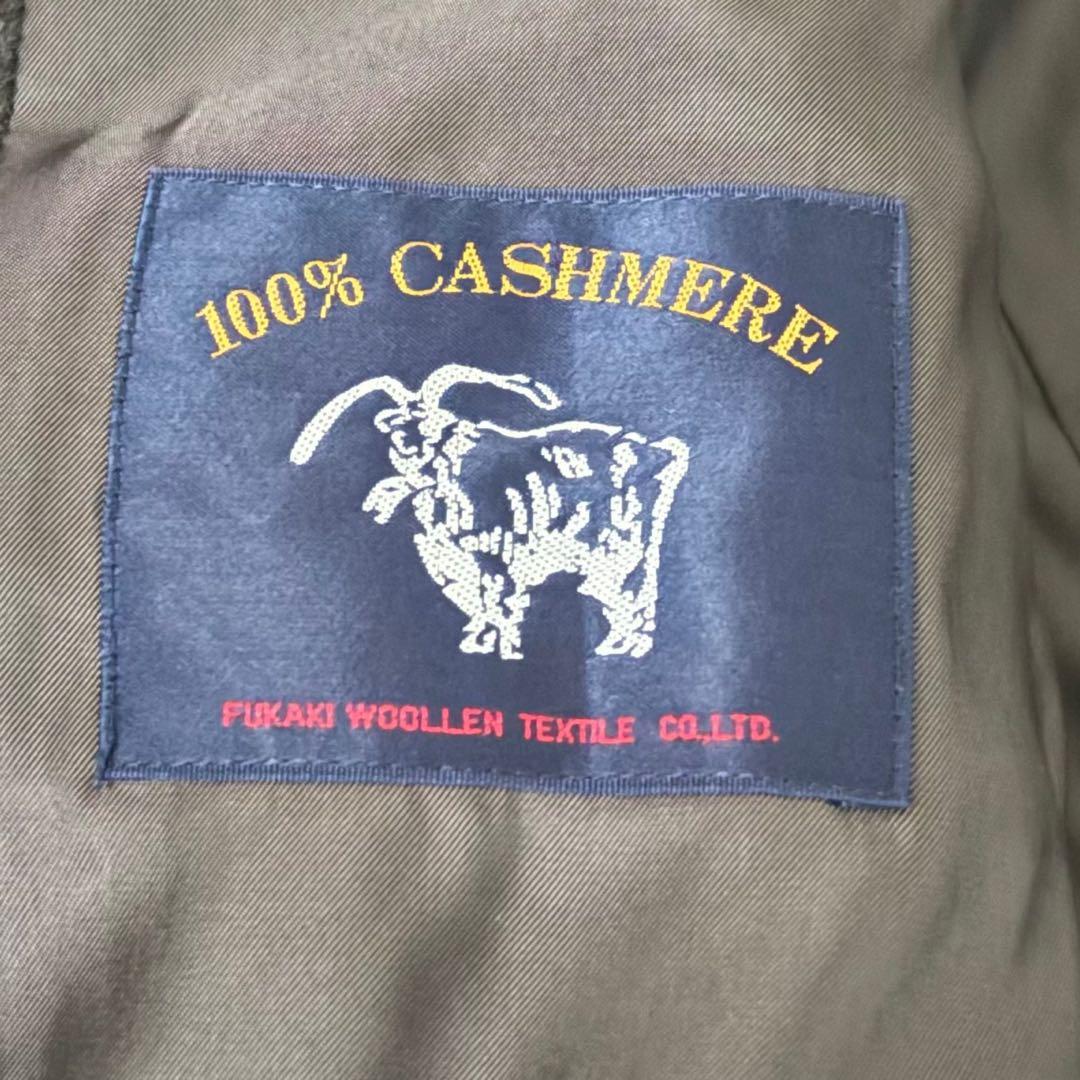 100% CASHMERE
FUKAKI WOOLLEN TEXTILE CO.,LTD.